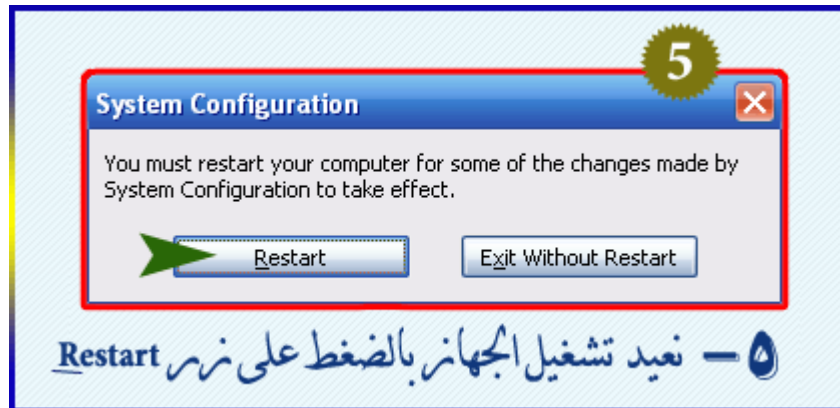 5
System Configuration
You must restart your computer for some of the changes made by
System Configuration to take effect.
Restart
Exit Without Restart
٥ – نعيد تشغيل الجهاز بالضغط على زر Restart